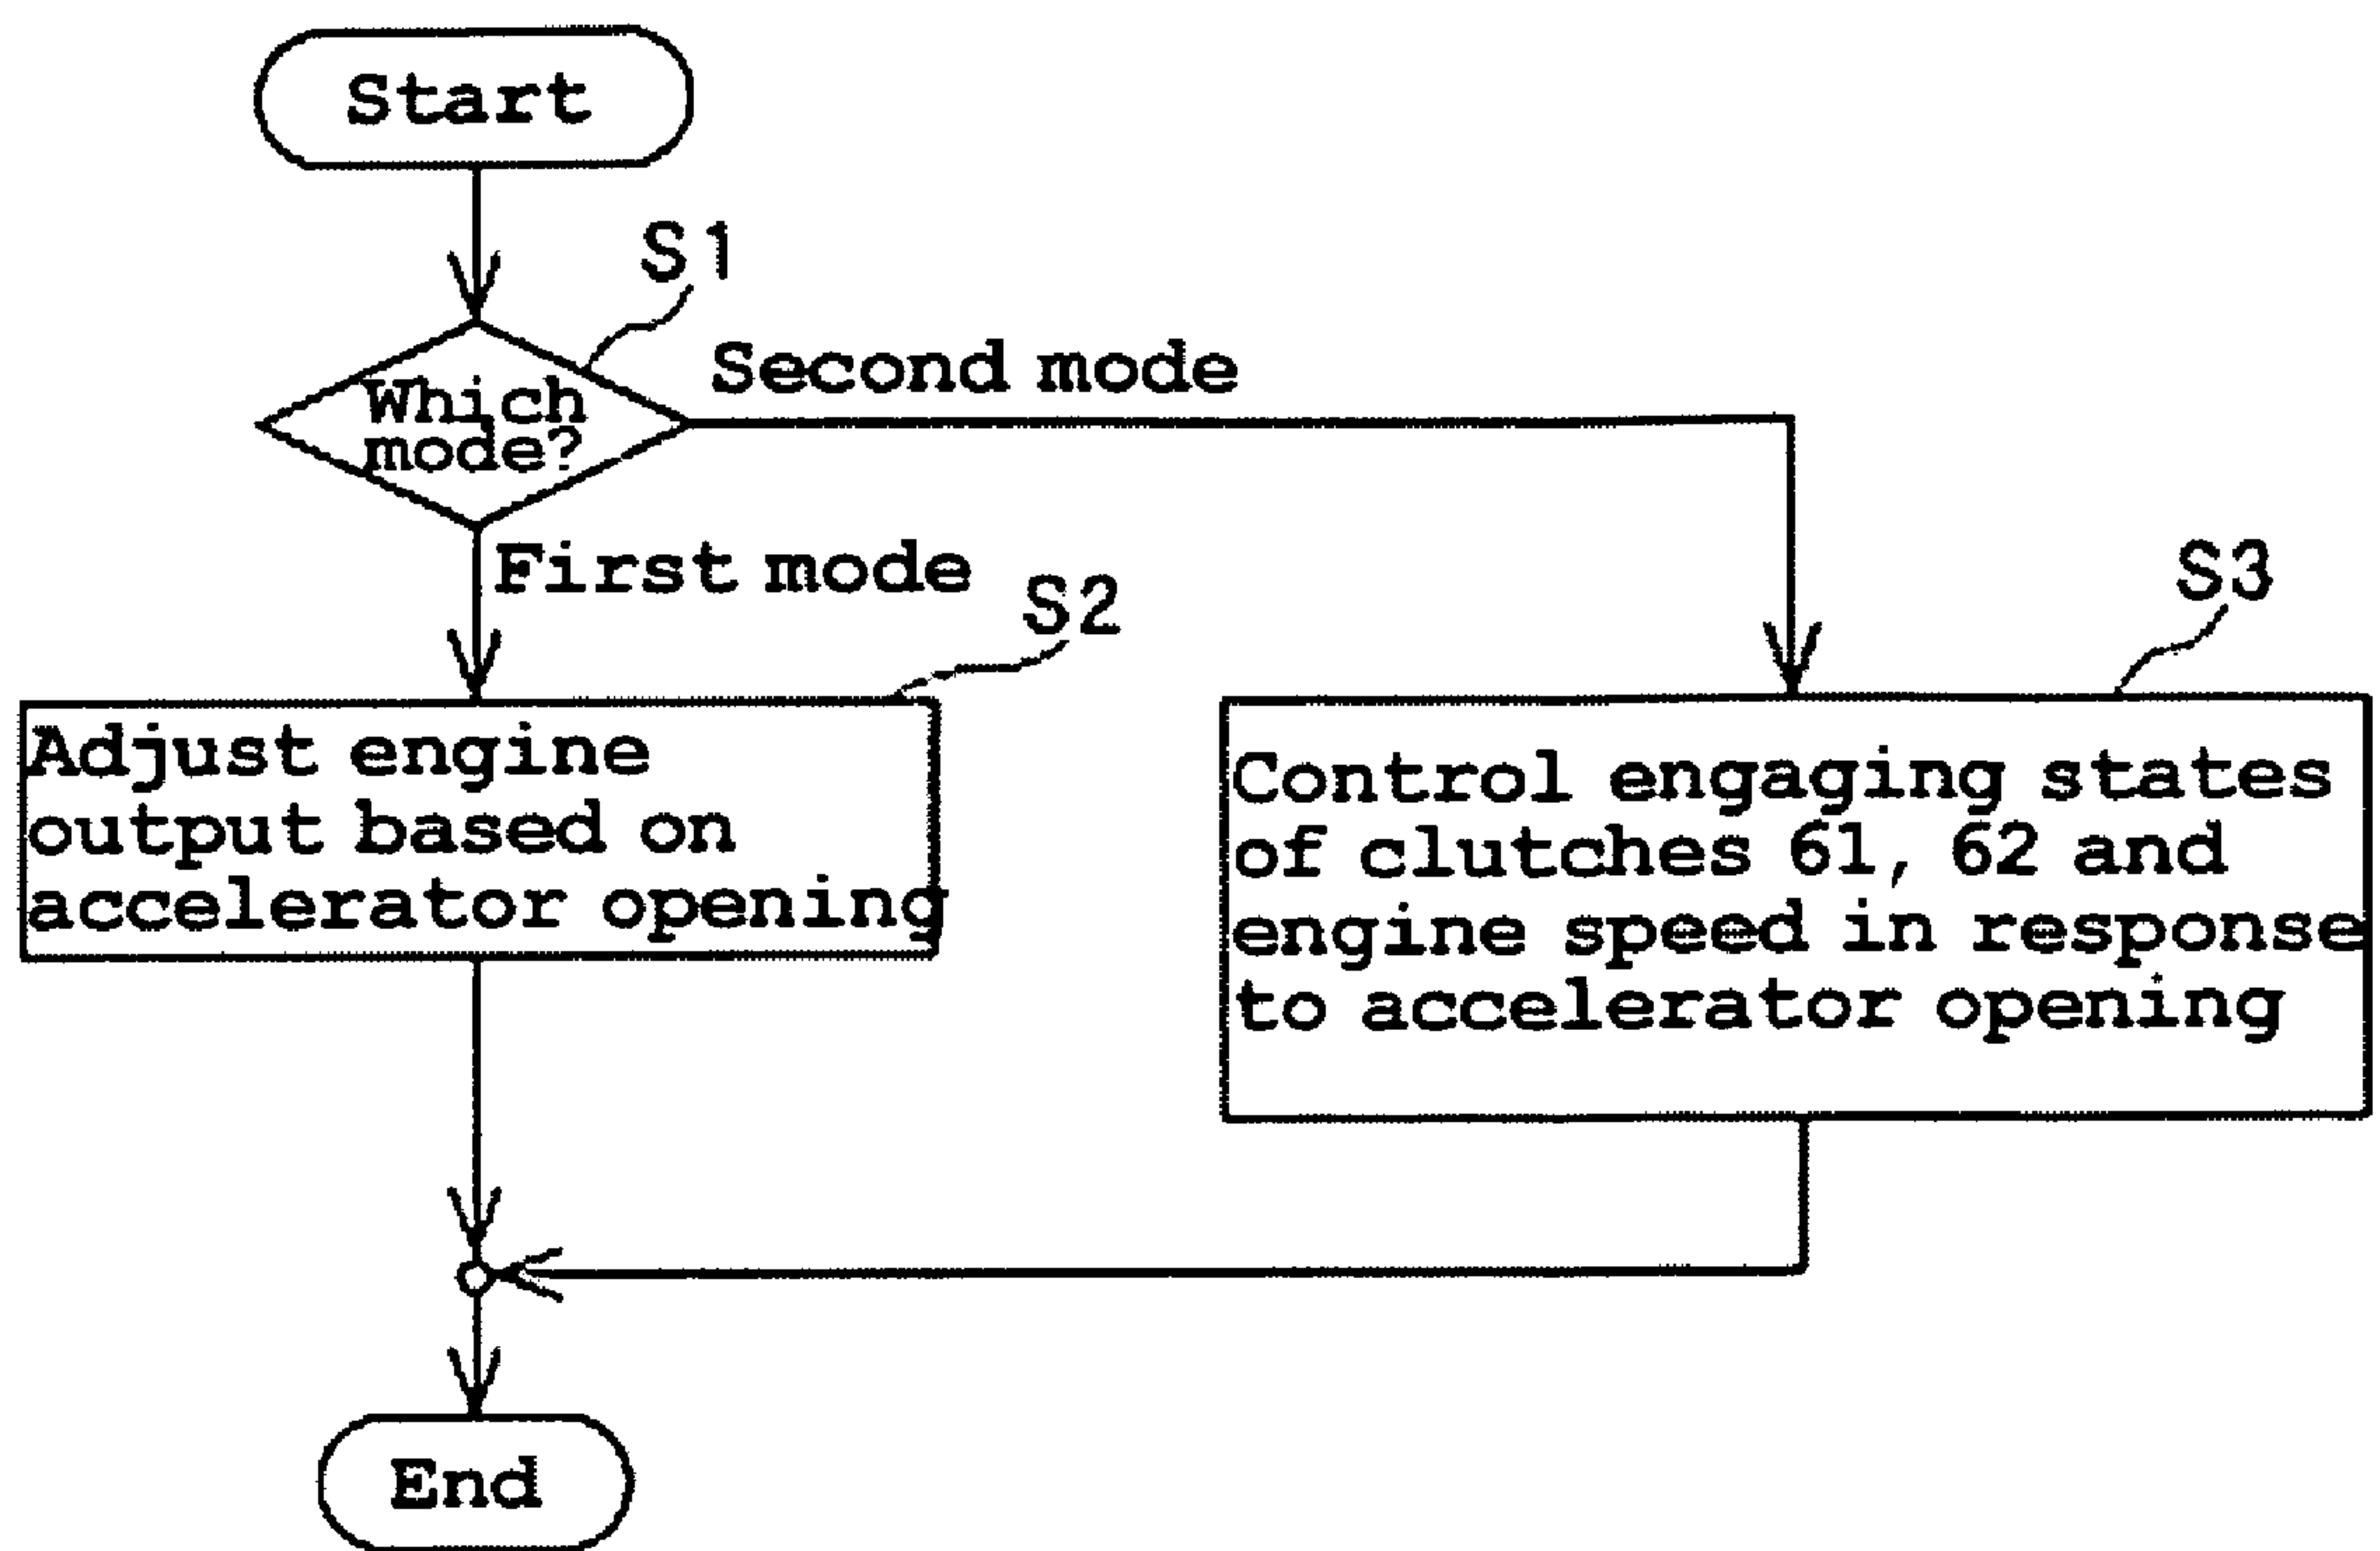 Start
S1
Which
mode?
Second mode
First mode
S2
S3
Adjust engine
output based on
accelerator opening
Control engaging states
of clutches 61, 62 and
engine speed in response
to accelerator opening
End